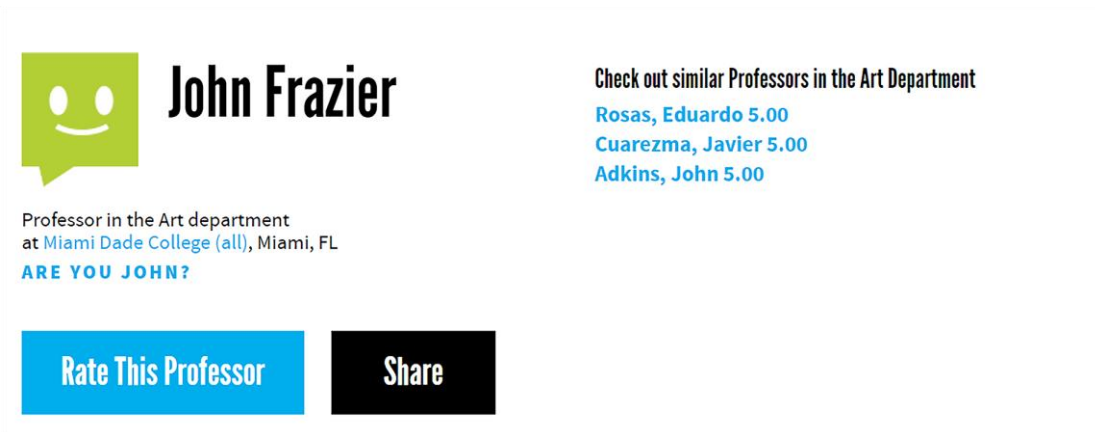 John Frazier
Professor in the Art department
at Miami Dade College (all), Miami, FL
ARE YOU JOHN?
Rate This Professor
Share
Check out similar Professors in the Art Department
Rosas, Eduardo 5.00
Cuarezma, Javier 5.00
Adkins, John 5.00